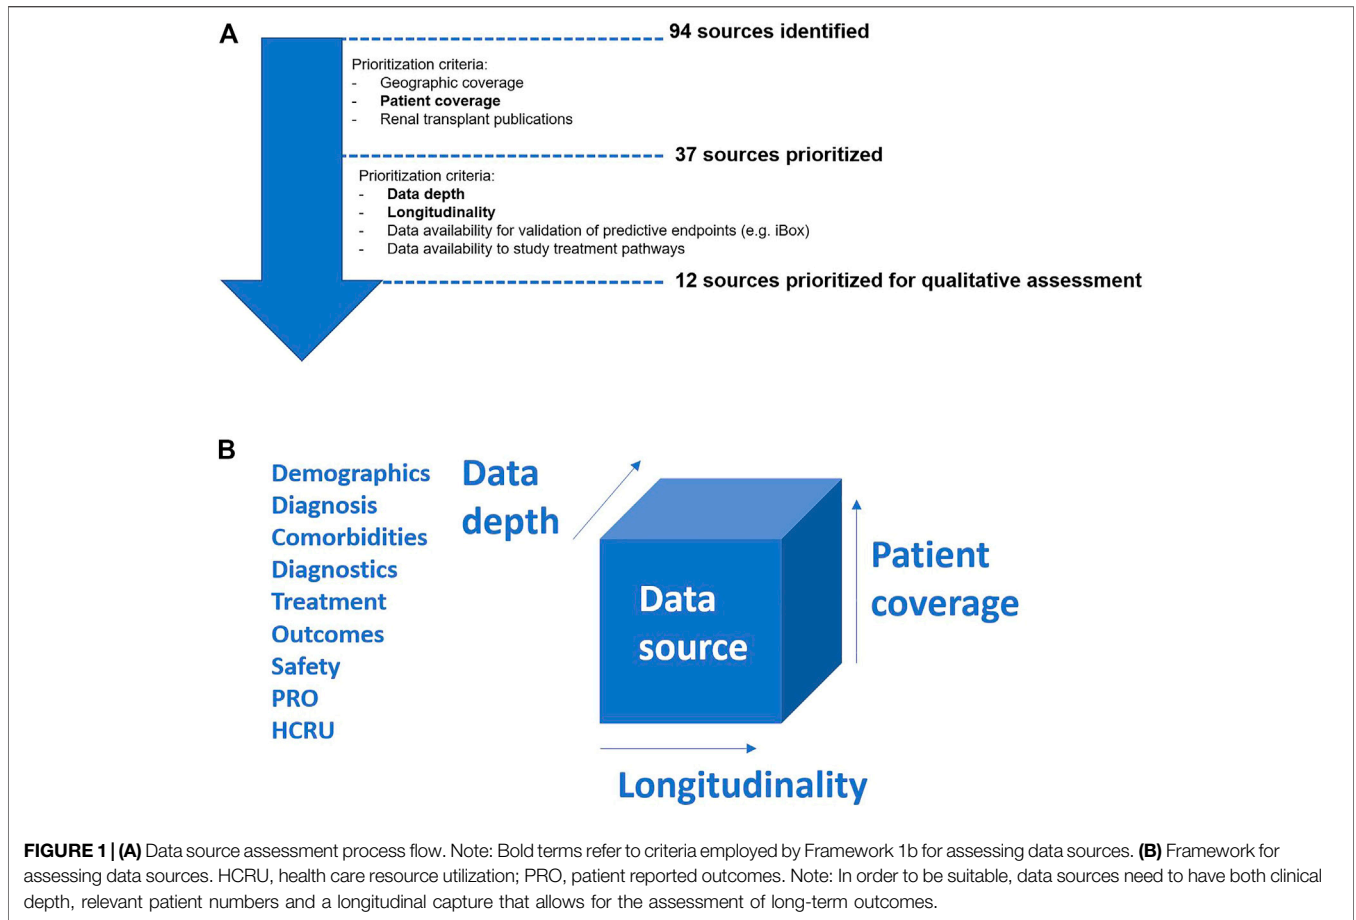 A
94 sources identified
Prioritization criteria:
- Geographic coverage
- Patient coverage
- Renal transplant publications
37 sources prioritized
Prioritization criteria:
- Data depth
- Longitudinality
- Data availability for validation of predictive endpoints (e.g. iBox)
- Data availability to study treatment pathways
12 sources prioritized for qualitative assessment
B
Demographics
Diagnosis
Comorbidities
Diagnostics
Treatment
Outcomes
Safety
PRO
HCRU
Data
depth
Data
source
Patient
coverage
Longitudinality
FIGURE 1 | (A) Data source assessment process flow. Note: Bold terms refer to criteria employed by Framework 1b for assessing data sources. (B) Framework for
assessing data sources. HCRU, health care resource utilization; PRO, patient reported outcomes. Note: In order to be suitable, data sources need to have both clinical
depth, relevant patient numbers and a longitudinal capture that allows for the assessment of long-term outcomes.